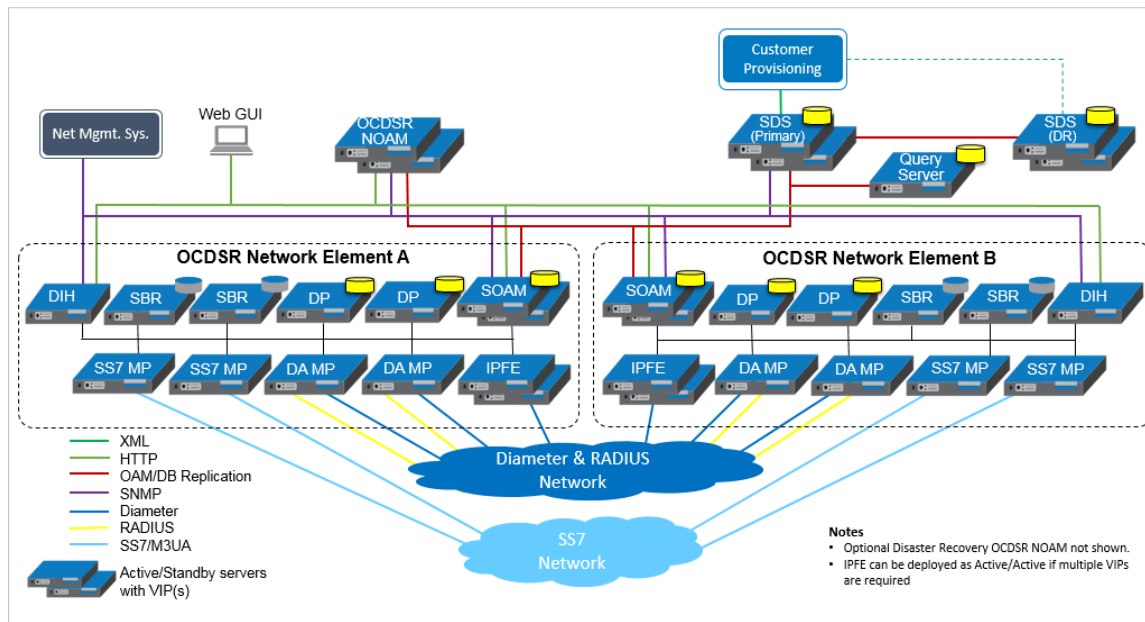 Customer
Provisioning
Net Mgmt. Sys.
Web GUI
OCDSR
NOAM
SDS
(Primary)
SDS
(DR)
Query
Server
OCDSR Network Element A
DIH
SBR
SBR
DP
DP
SOAM
SS7 MP
SS7 MP
DA MP
DA MP
IPFE
OCDSR Network Element B
SOAM
DP
DP
SBR
SBR
DIH
IPFE
DA MP
DA MP
SS7 MP
SS7 MP
XML
HTTP
OAM/DB Replication
SNMP
Diameter
RADIUS
SS7/M3UA
Active/Standby servers
with VIP(s)
Diameter & RADIUS
Network
SS7
Network
Notes
• Optional Disaster Recovery OCDSR NOAM not shown.
• IPFE can be deployed as Active/Active if multiple VIPs
are required